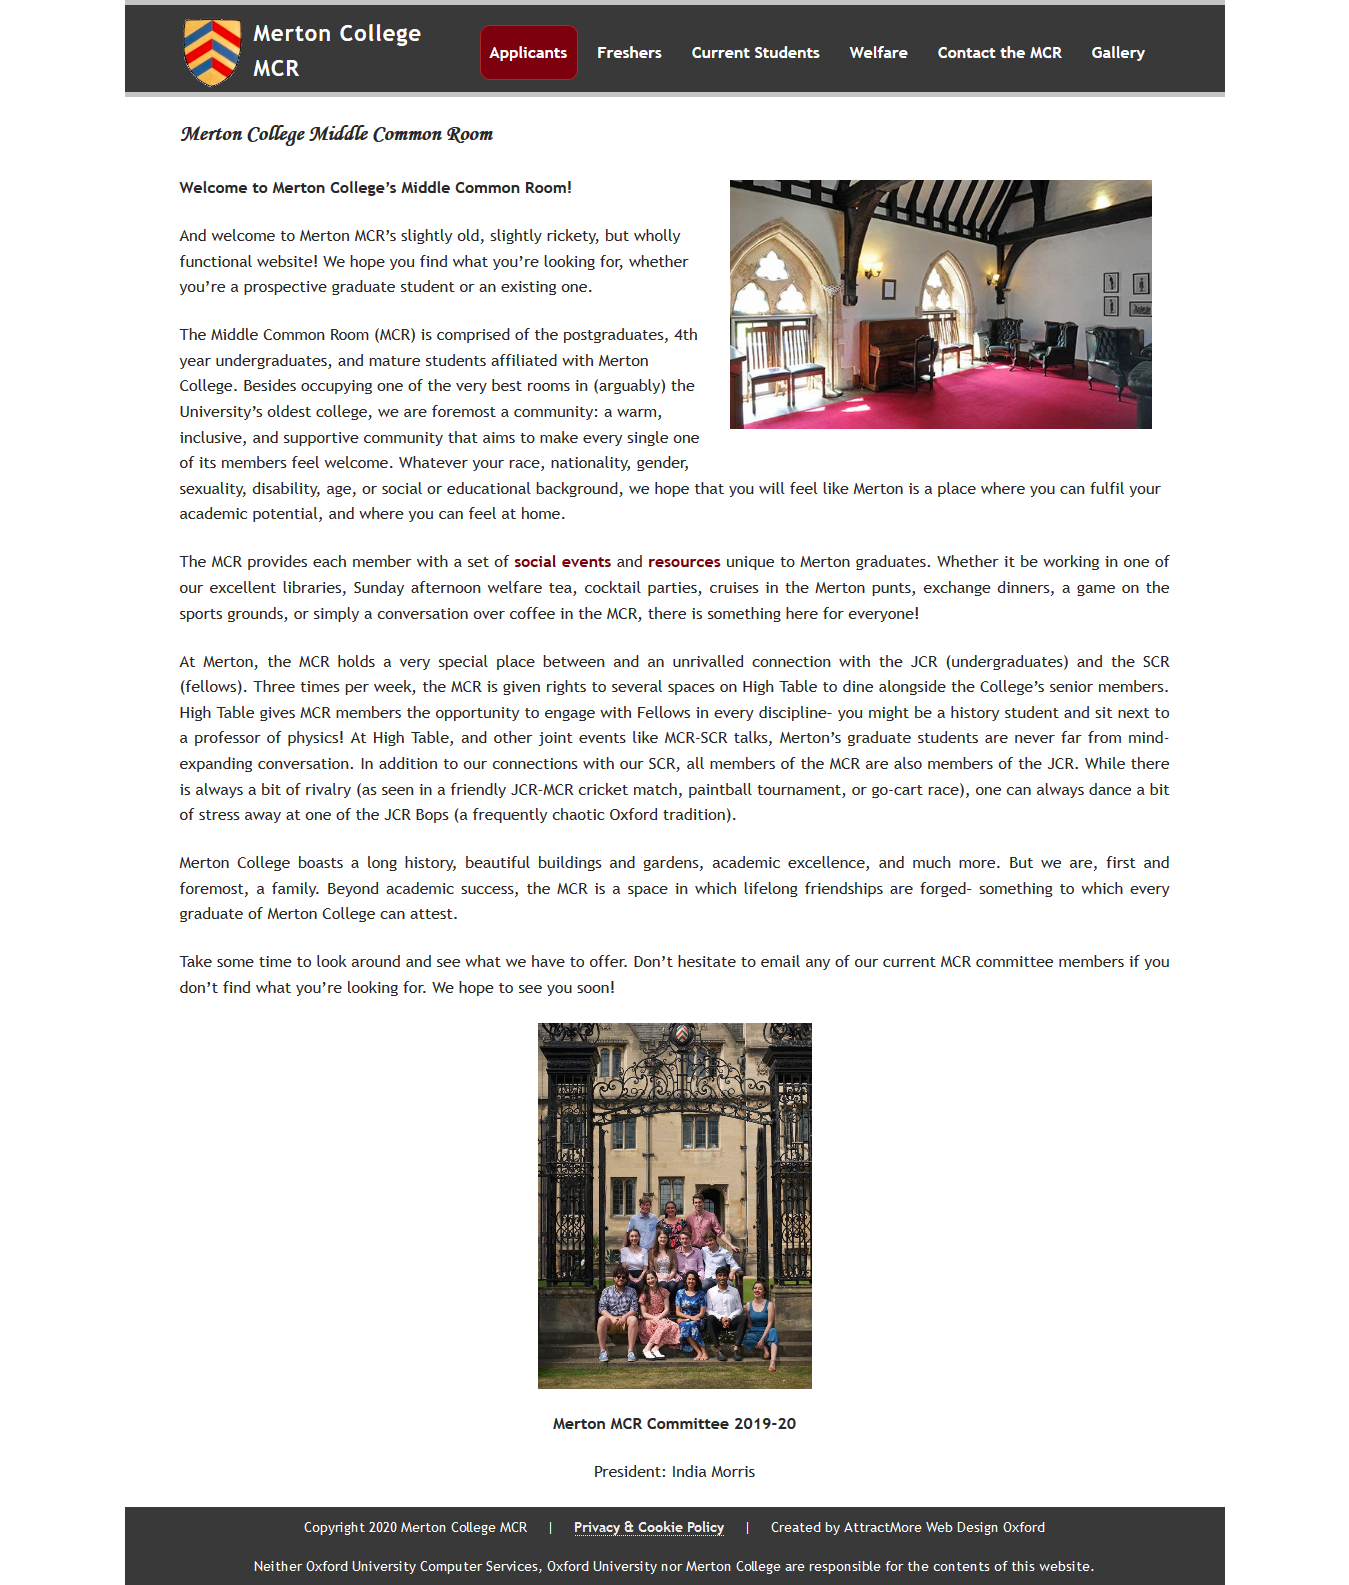 Merton College
MCR
Applicants
Freshers
Current Students
Welfare
Contact the MCR
Gallery
Merton College Middle Common Room
Welcome to Merton College’s Middle Common Room!
And welcome to Merton MCR’s slightly old, slightly rickety, but wholly
functional website! We hope you find what you’re looking for, whether
you’re a prospective graduate student or an existing one.
The Middle Common Room (MCR) is comprised of the postgraduates, 4th
year undergraduates, and mature students affiliated with Merton
College. Besides occupying one of the very best rooms in (arguably) the
University’s oldest college, we are foremost a community: a warm,
inclusive, and supportive community that aims to make every single one
of its members feel welcome. Whatever your race, nationality, gender,
sexuality, disability, age, or social or educational background, we hope that you will feel like Merton is a place where you can fulfil your
academic potential, and where you can feel at home.
The MCR provides each member with a set of social events and resources unique to Merton graduates. Whether it be working in one of
our excellent libraries, Sunday afternoon welfare tea, cocktail parties, cruises in the Merton punts, exchange dinners, a game on the
sports grounds, or simply a conversation over coffee in the MCR, there is something here for everyone!
At Merton, the MCR holds a very special place between and an unrivalled connection with the JCR (undergraduates) and the SCR
(fellows). Three times per week, the MCR is given rights to several spaces on High Table to dine alongside the College’s senior members.
High Table gives MCR members the opportunity to engage with Fellows in every discipline– you might be a history student and sit next to
a professor of physics! At High Table, and other joint events like MCR-SCR talks, Merton’s graduate students are never far from mind-
expanding conversation. In addition to our connections with our SCR, all members of the MCR are also members of the JCR. While there
is always a bit of rivalry (as seen in a friendly JCR-MCR cricket match, paintball tournament, or go-cart race), one can always dance a bit
of stress away at one of the JCR Bops (a frequently chaotic Oxford tradition).
Merton College boasts a long history, beautiful buildings and gardens, academic excellence, and much more. But we are, first and
foremost, a family. Beyond academic success, the MCR is a space in which lifelong friendships are forged– something to which every
graduate of Merton College can attest.
Take some time to look around and see what we have to offer. Don’t hesitate to email any of our current MCR committee members if you
don’t find what you’re looking for. We hope to see you soon!
Merton MCR Committee 2019-20
President: India Morris
Copyright 2020 Merton College MCR | Privacy & Cookie Policy | Created by AttractMore Web Design Oxford
Neither Oxford University Computer Services, Oxford University nor Merton College are responsible for the contents of this website.